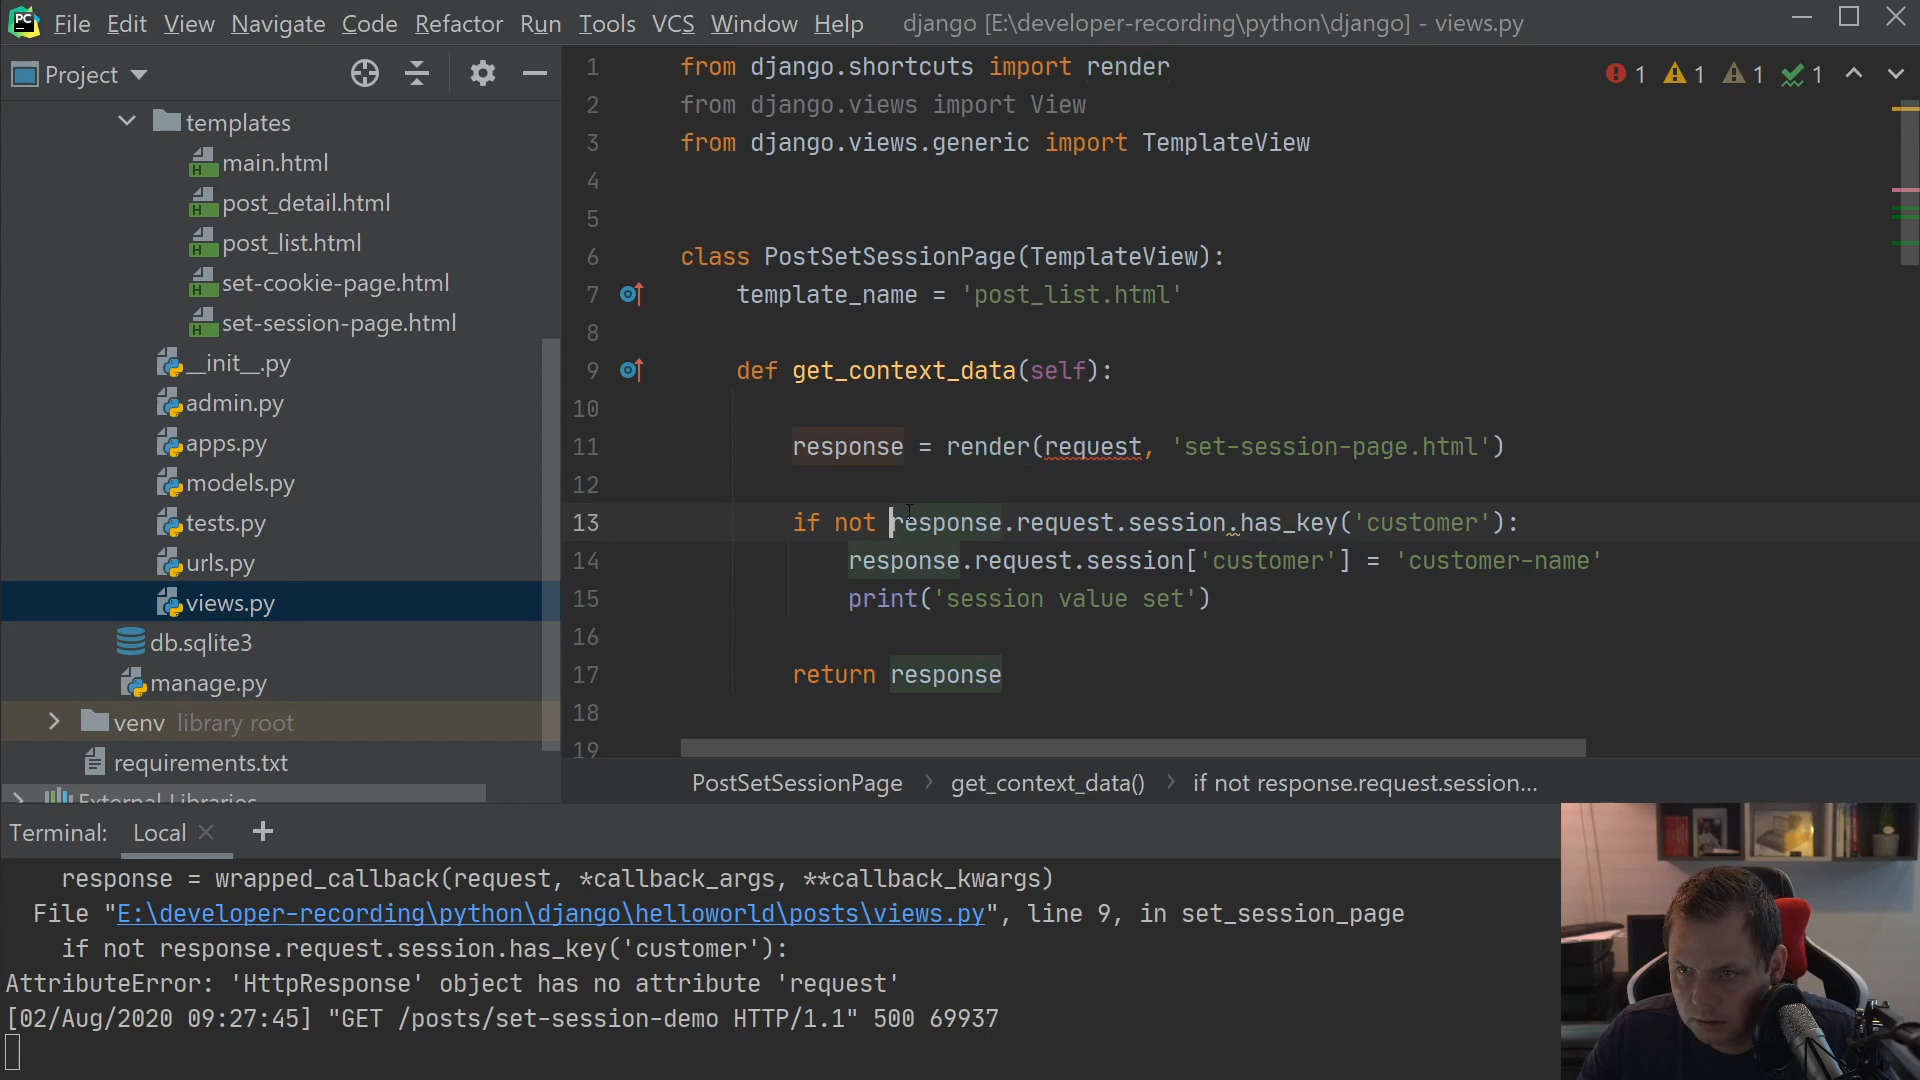 PC File Edit View Navigate Code Refactor Run Tools VCS Window Help django [E:\developer-recording\python\django] - views.py
Project
templates
main.html
post_detail.html
post_list.html
set-cookie-page.html
set-session-page.html
__init__.py
admin.py
apps.py
models.py
tests.py
urls.py
views.py
db.sqlite3
manage.py
venv library root
requirements.txt
External Libraries
1 1 1 1
1 from django.shortcuts import render
2 from django.views import View
3 from django.views.generic import TemplateView
4
5
6 class PostSetSessionPage(TemplateView):
7 template_name = 'post_list.html'
8
9 def get_context_data(self):
10
11 response = render(request, 'set-session-page.html')
12
13 if not response.request.session.has_key('customer'):
14 response.request.session['customer'] = 'customer-name'
15 print('session value set')
16
17 return response
18
19
PostSetSessionPage get_context_data() if not response.request.session...
Terminal: Local
response = wrapped_callback(request, *callback_args, **callback_kwargs)
File "E:\developer-recording\python\django\helloworld\posts\views.py", line 9, in set_session_page
if not response.request.session.has_key('customer'):
AttributeError: 'HttpResponse' object has no attribute 'request'
[02/Aug/2020 09:27:45] "GET /posts/set-session-demo HTTP/1.1" 500 69937